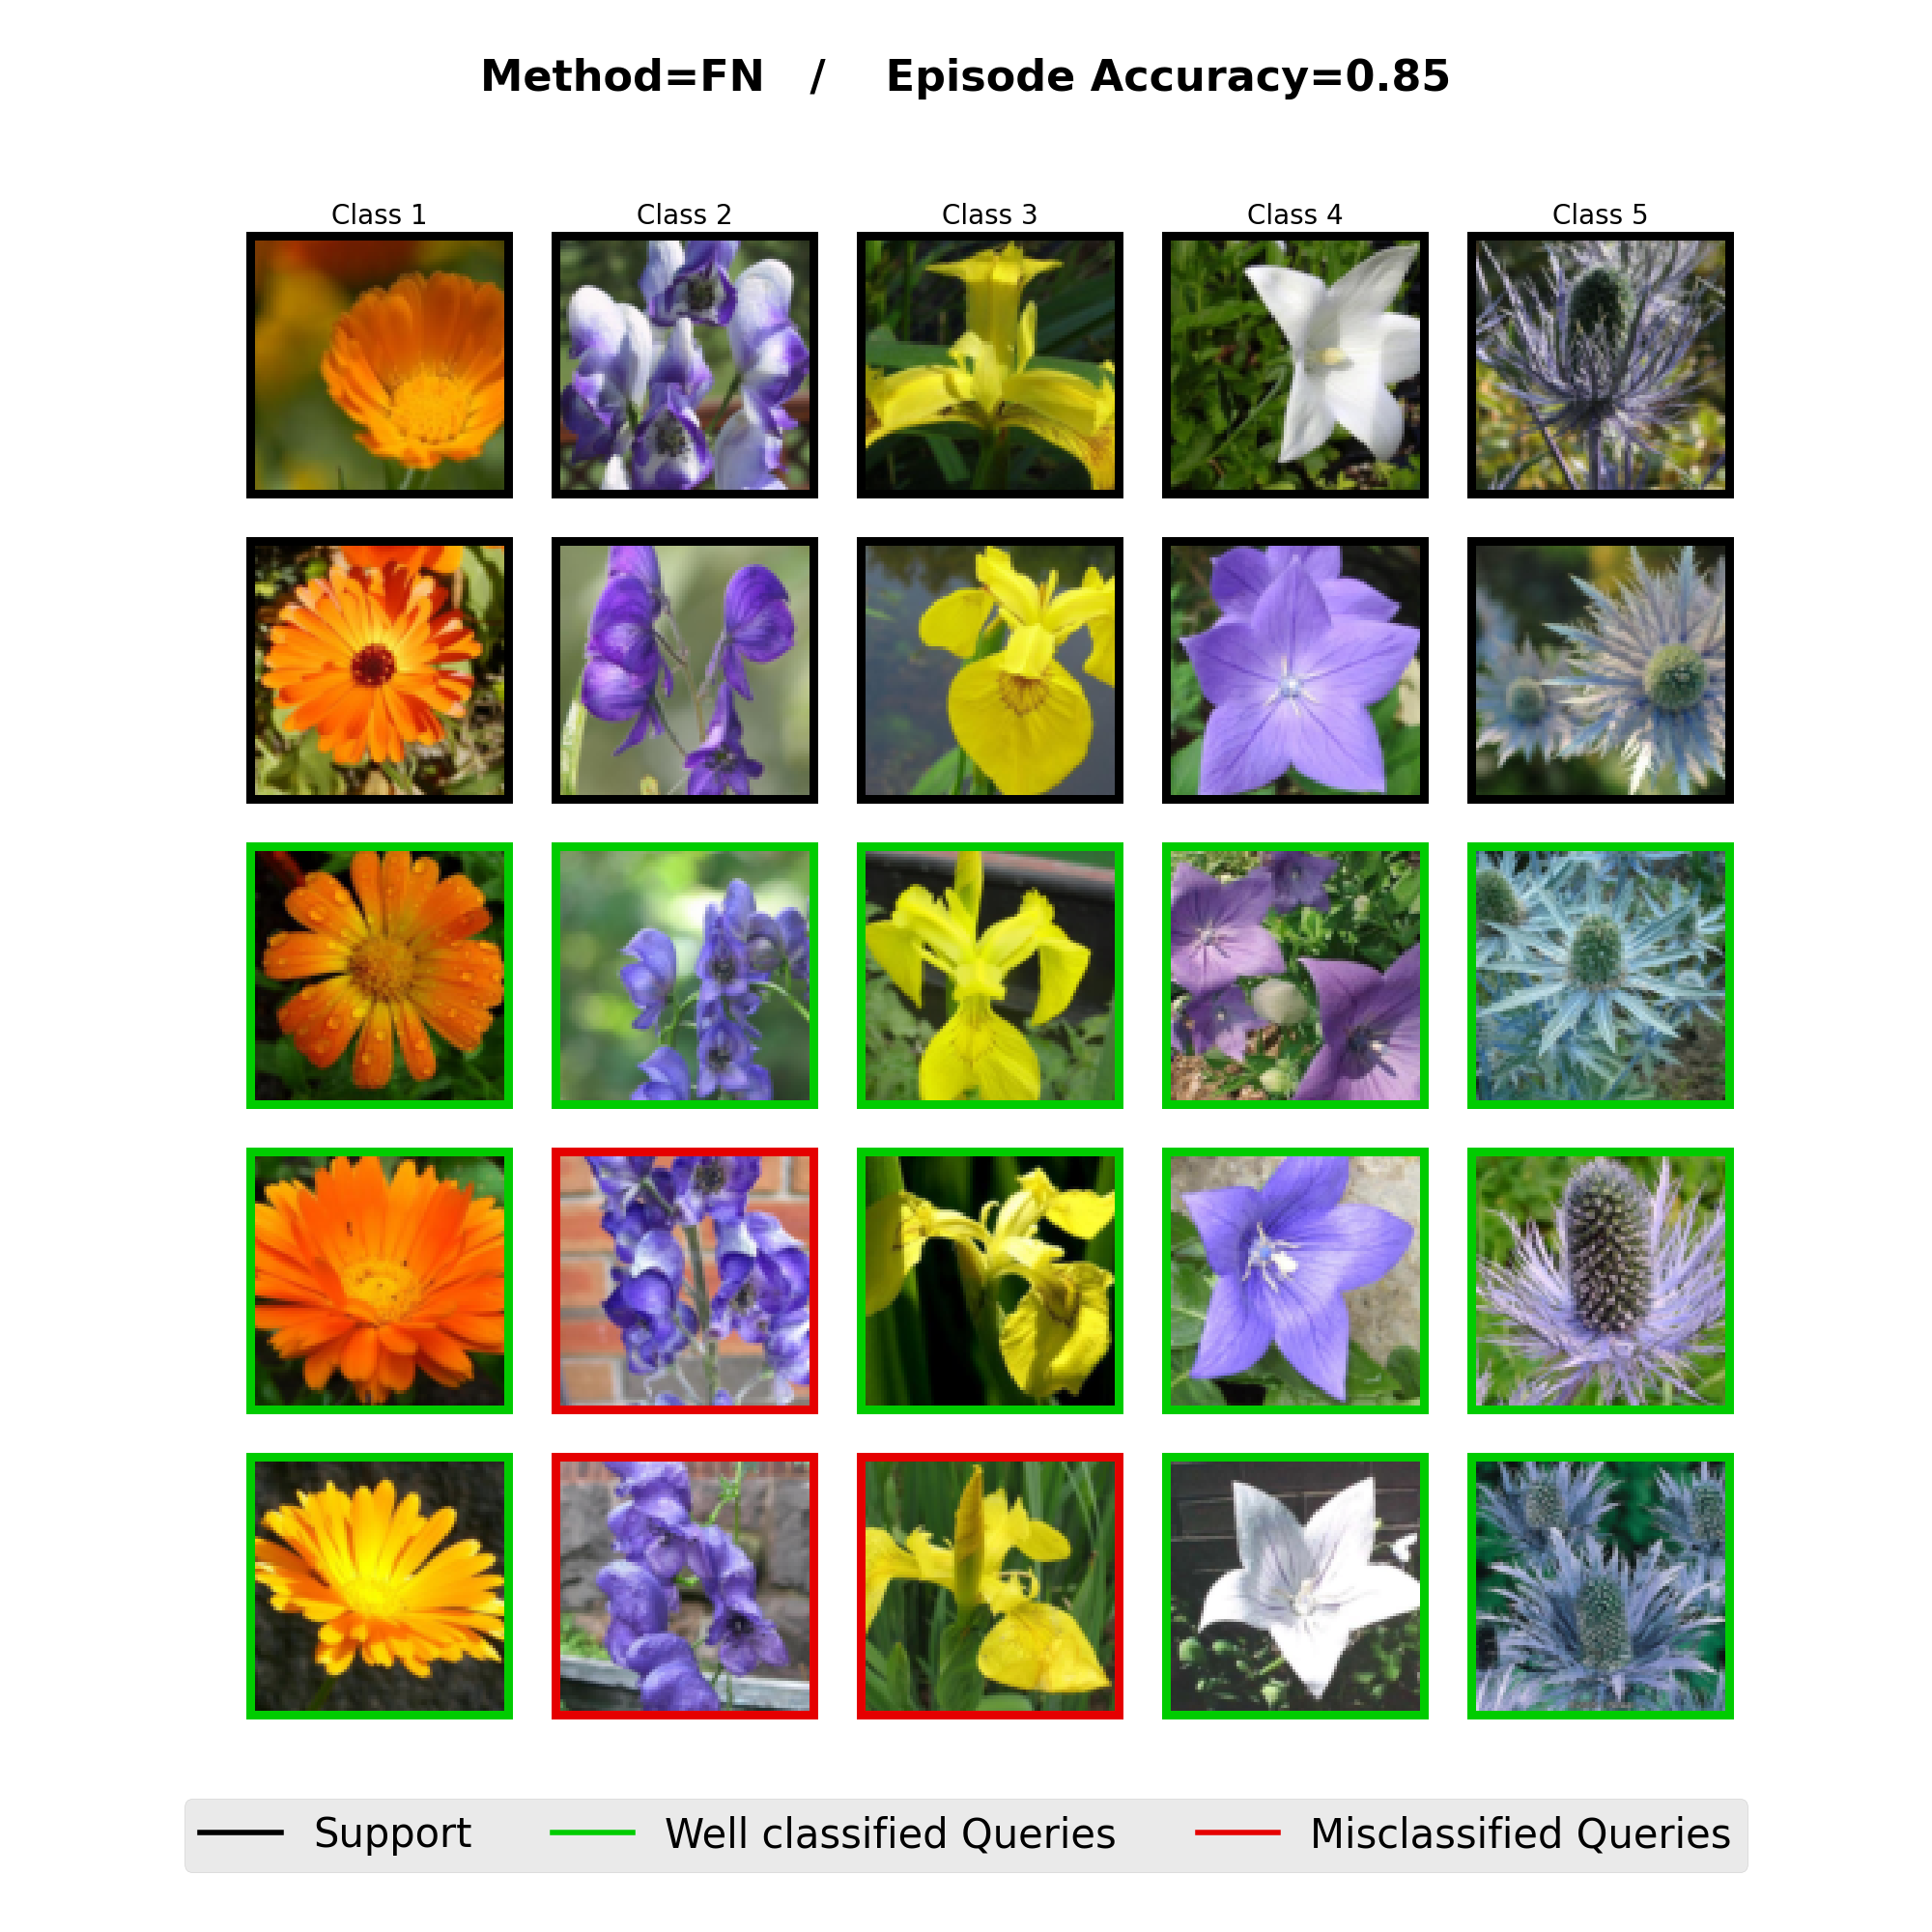 Method=FN / Episode Accuracy=0.85
Class 1 Class 2 Class 3 Class 4 Class 5
Support Well classified Queries Misclassified Queries